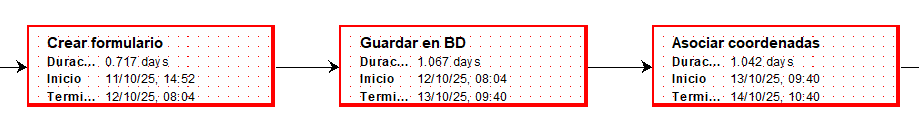 Crear formulario
Durac... 0.717 days
Inicio 11/10/25, 14:52
Termi... 12/10/25, 08:04
Guardar en BD
Durac... 1.067 days
Inicio 12/10/25, 08:04
Termi... 13/10/25, 09:40
Asociar coordenadas
Durac... 1.042 days
Inicio 13/10/25, 09:40
Termi... 14/10/25, 10:40